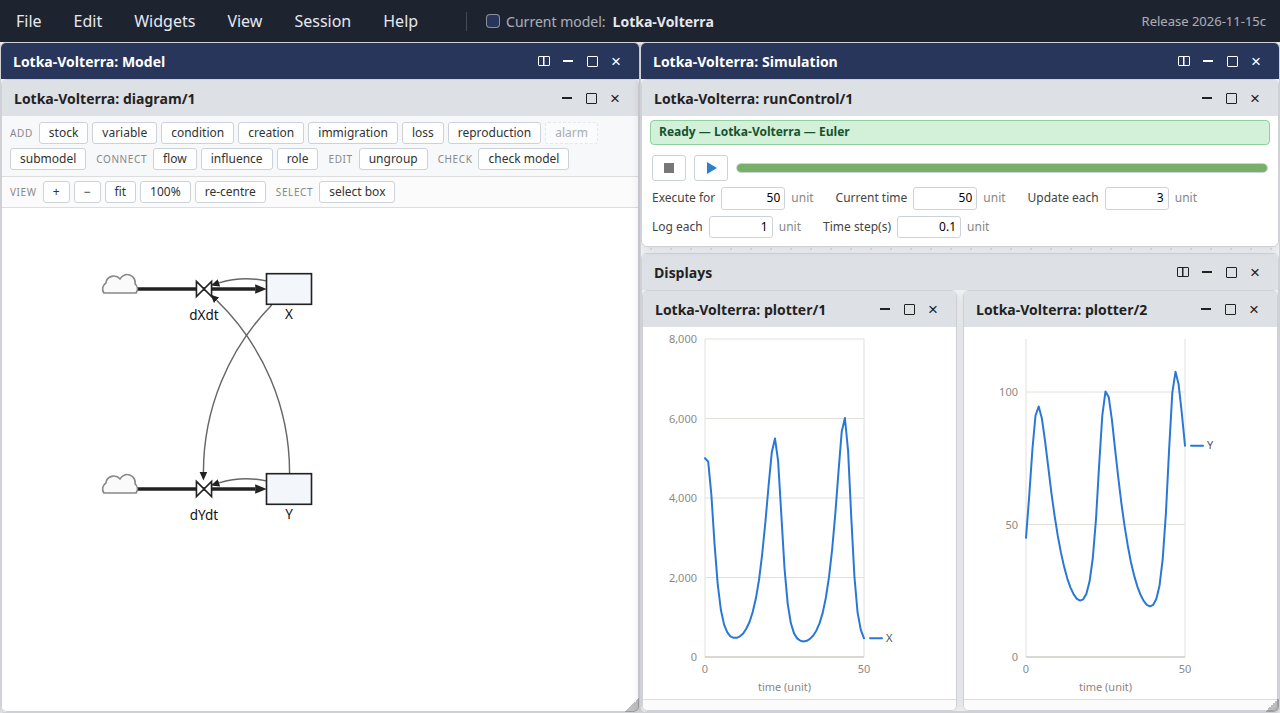 File Edit Widgets View Session Help Current model: Lotka-Volterra Release 2026-11-15c
Lotka-Volterra: Model
Lotka-Volterra: diagram/1
ADD stock variable condition creation immigration loss reproduction alarm
submodel CONNECT flow influence role EDIT ungroup CHECK check model
VIEW + − fit 100% re-centre SELECT select box
dXdt X
dYdt Y
Lotka-Volterra: Simulation
Lotka-Volterra: runControl/1
Ready — Lotka-Volterra — Euler
Execute for 50 unit Current time 50 unit Update each 3 unit
Log each 1 unit Time step(s) 0.1 unit
Displays
Lotka-Volterra: plotter/1
8,000
6,000
4,000
2,000
0
0 50
time (unit)
X
Lotka-Volterra: plotter/2
100
50
0
0 50
time (unit)
Y